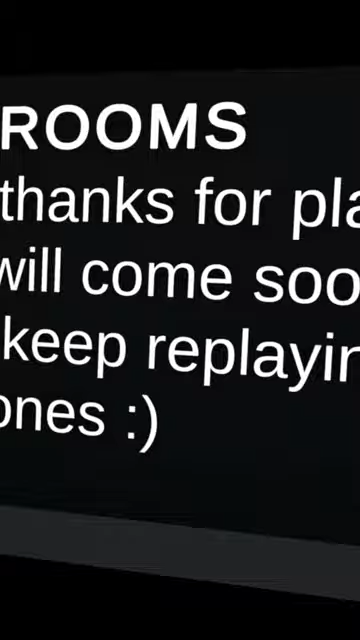 ROOMS
thanks for pla
will come soo
keep replayin
ones :)